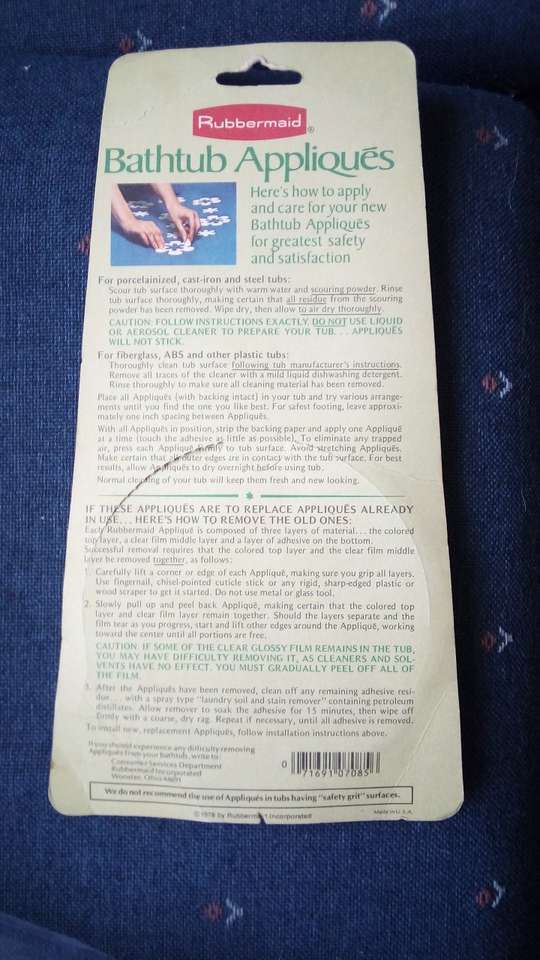 Rubbermaid®
Bathtub Appliqués
Here's how to apply
and care for your new
Bathtub Appliqués
for greatest safety
and satisfaction
For porcelainized, cast-iron and steel tubs:
Scour tub surface thoroughly with warm water and scouring powder. Rinse
tub surface thoroughly, making certain that all residue from the scouring
powder has been removed. Wipe dry, then allow to air dry thoroughly.
CAUTION: FOLLOW INSTRUCTIONS EXACTLY, DO NOT USE LIQUID
OR AEROSOL CLEANER TO PREPARE YOUR TUB. . . APPLIQUÉS
WILL NOT STICK.
For fiberglass, ABS and other plastic tubs:
Thoroughly clean tub surface following tub manufacturer's instructions.
Remove all traces of the cleaner with a mild liquid dishwashing detergent.
Rinse thoroughly to make sure all cleaning material has been removed.
Place all Appliqués (with backing intact) in your tub and try various arrange-
ments until you find the one you like best. For safest footing, leave approxi-
mately one inch spacing between Appliqués.
With all Appliqués in position, strip the backing paper and apply one Appliqué
at a time (touch the adhesive as little as possible). To eliminate any trapped
air, press each Appliqué firmly to tub surface. Avoid stretching Appliqués.
Make certain that all outer edges are in contact with the tub surface. For best
results, allow Appliqués to dry overnight before using tub.
Normal cleaning of your tub will keep them fresh and new looking.
IF THESE APPLIQUÉS ARE TO REPLACE APPLIQUÉS ALREADY
IN USE. . . HERE'S HOW TO REMOVE THE OLD ONES:
Each Rubbermaid Appliqué is composed of three layers of material. . . the colored
top layer, a clear film middle layer and a layer of adhesive on the bottom.
Successful removal requires that the colored top layer and the clear film middle
layer be removed together, as follows:
1. Carefully lift a corner or edge of each Appliqué, making sure you grip all layers.
Use fingernail, chisel-pointed cuticle stick or any rigid, sharp-edged plastic or
wood scraper to get it started. Do not use metal or glass tool.
2. Slowly pull up and peel back Appliqué, making certain that the colored top
layer and clear film layer remain together. Should the layers separate and the
film tear as you progress, start and lift other edges around the Appliqué, working
toward the center until all portions are free.
CAUTION: IF SOME OF THE CLEAR GLOSSY FILM REMAINS IN THE TUB,
YOU MAY HAVE DIFFICULTY REMOVING IT, AS CLEANERS AND SOL-
VENTS HAVE NO EFFECT. YOU MUST GRADUALLY PEEL OFF ALL OF
THE FILM.
3. After the Appliqués have been removed, clean off any remaining adhesive resi-
due. . . with a spray type "laundry soil and stain remover" containing petroleum
distillates. Allow remover to soak the adhesive for 15 minutes, then wipe off
firmly with a coarse, dry rag. Repeat if necessary, until all adhesive is removed.
To install new, replacement Appliqués, follow installation instructions above.
If you should experience any difficulty removing
Appliqués from your bathtub, write to:
Consumer Services Department
Rubbermaid Incorporated
Wooster, Ohio 44691
0 71691 07085
We do not recommend the use of Appliqués in tubs having "safety grit" surfaces.
© 1978 by Rubbermaid Incorporated
Made in U.S.A.